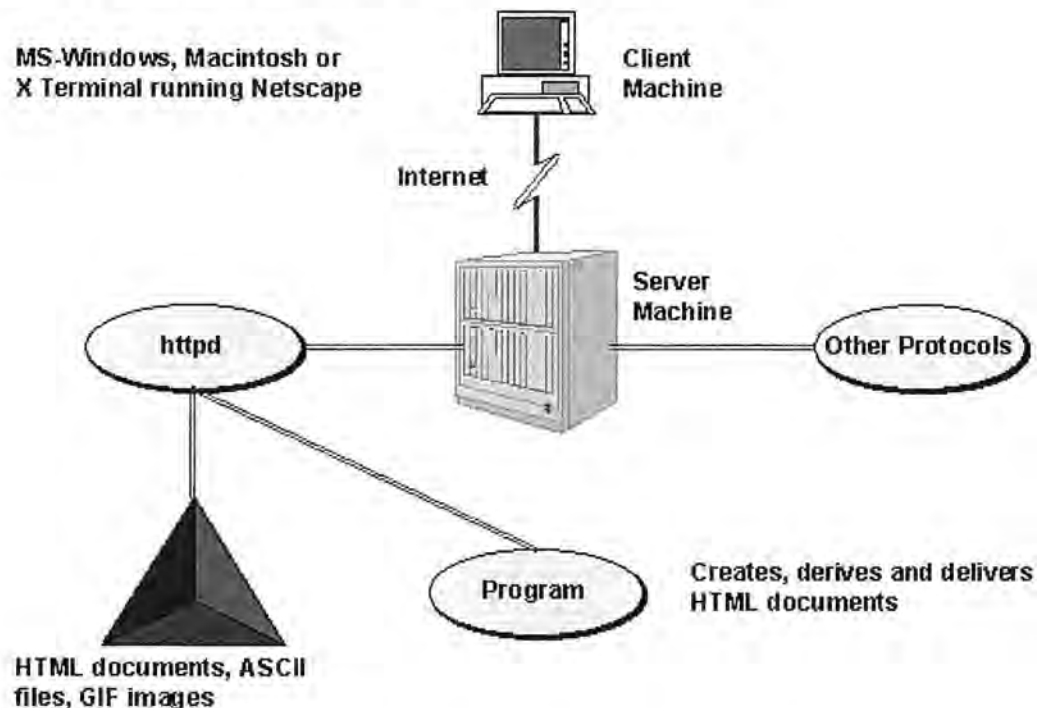 MS-Windows, Macintosh or
X Terminal running Netscape
Client
Machine
Internet
Server
Machine
httpd
Other Protocols
Program
Creates, derives and delivers
HTML documents
HTML documents, ASCII
files, GIF images